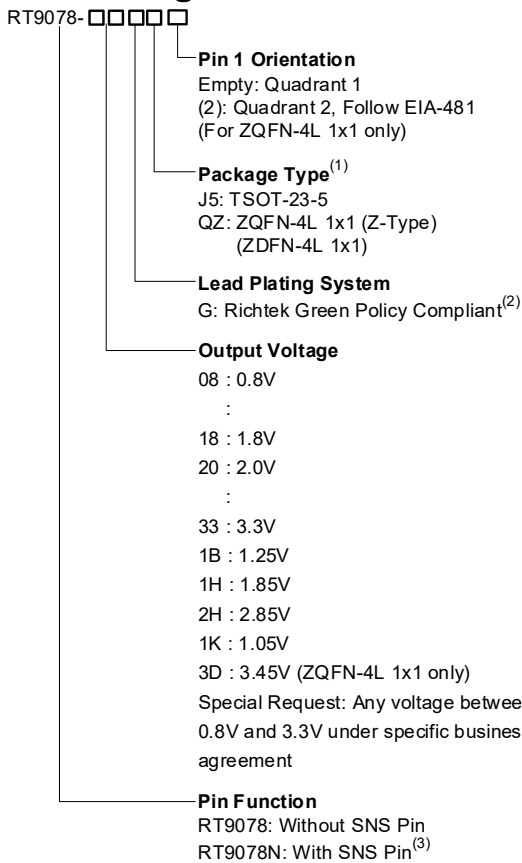 RT9078-
Pin 1 Orientation
Empty: Quadrant 1
(2): Quadrant 2, Follow EIA-481
(For ZQFN-4L 1x1 only)
Package Type(1)
J5: TSOT-23-5
QZ: ZQFN-4L 1x1 (Z-Type)
(ZDFN-4L 1x1)
Lead Plating System
G: Richtek Green Policy Compliant(2)
Output Voltage
08 : 0.8V
:
18 : 1.8V
20 : 2.0V
:
33 : 3.3V
1B : 1.25V
1H : 1.85V
2H : 2.85V
1K : 1.05V
3D : 3.45V (ZQFN-4L 1x1 only)
Special Request: Any voltage betwee
0.8V and 3.3V under specific busines
agreement
Pin Function
RT9078: Without SNS Pin
RT9078N: With SNS Pin(3)